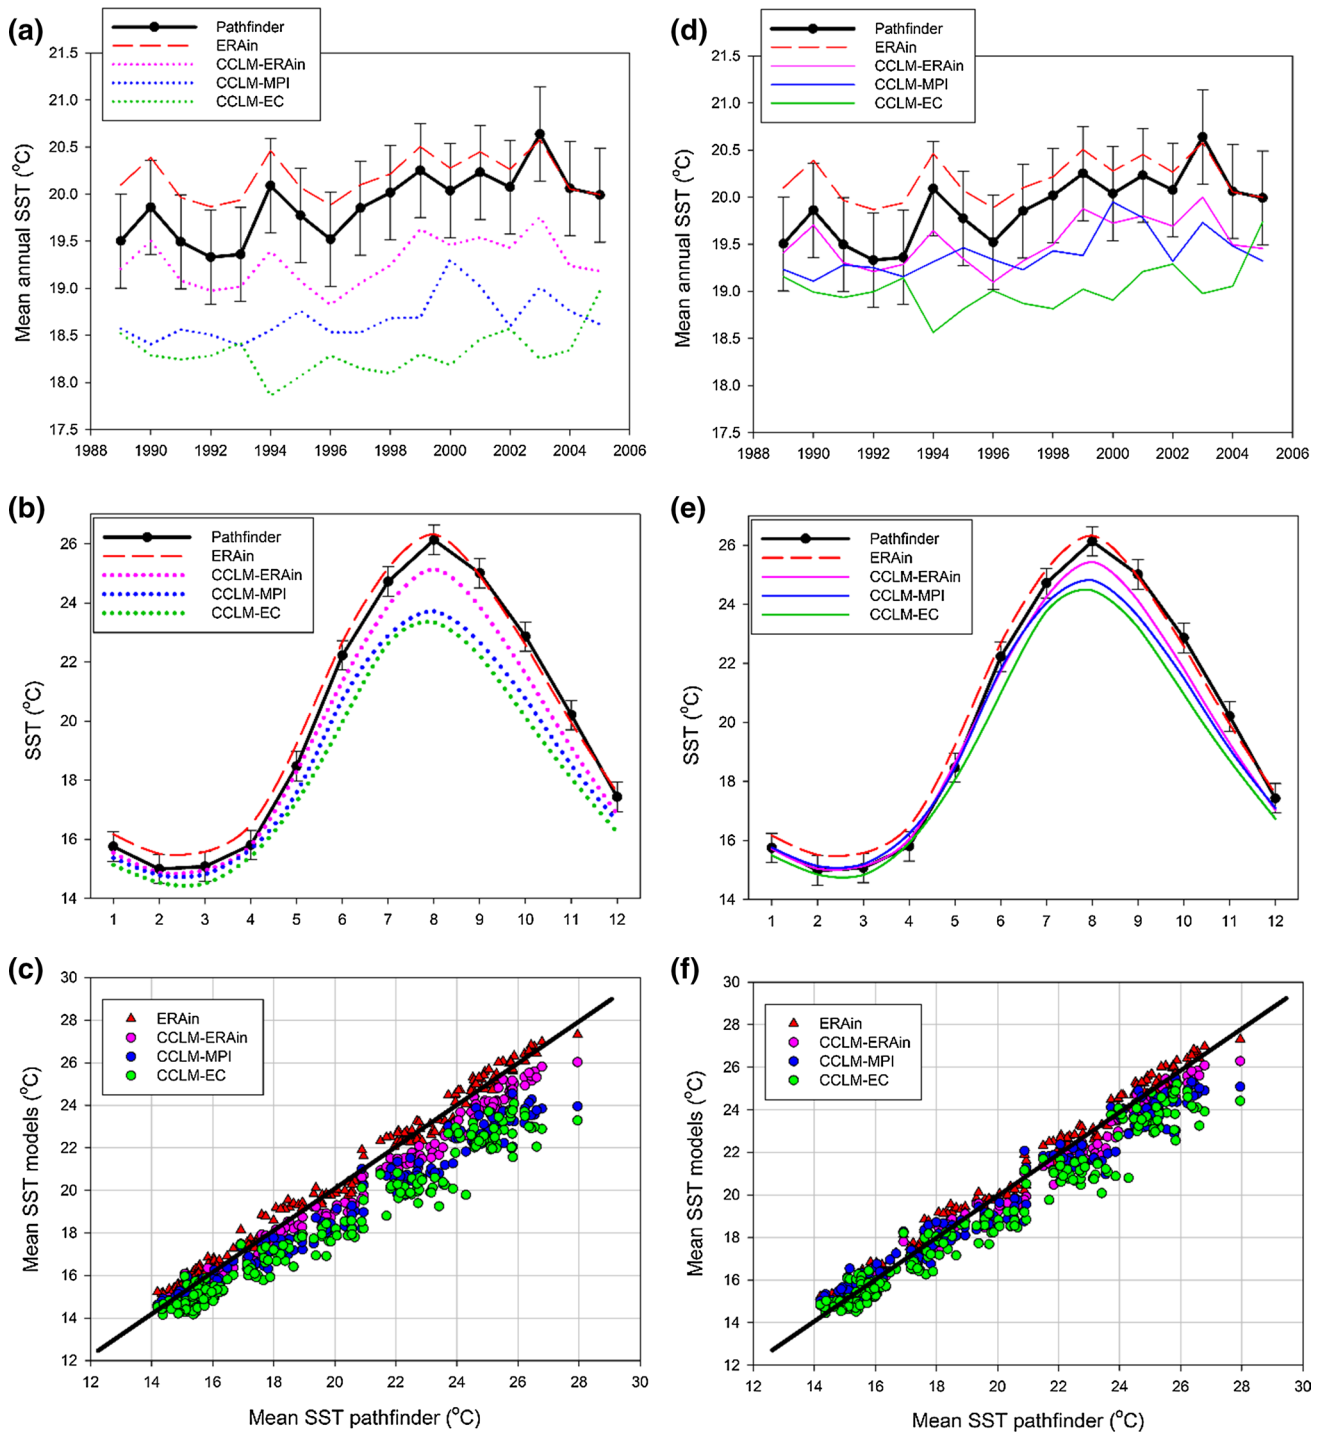 (a)
Pathfinder
ERAin
CCLM-ERAin
CCLM-MPI
CCLM-EC
Mean annual SST (°C)
21.5
21.0
20.5
20.0
19.5
19.0
18.5
18.0
17.5
1988 1990 1992 1994 1996 1998 2000 2002 2004 2006
(d)
Pathfinder
ERAin
CCLM-ERAin
CCLM-MPI
CCLM-EC
Mean annual SST (°C)
21.5
21.0
20.5
20.0
19.5
19.0
18.5
18.0
17.5
1988 1990 1992 1994 1996 1998 2000 2002 2004 2006
(b)
Pathfinder
ERAin
CCLM-ERAin
CCLM-MPI
CCLM-EC
SST (°C)
26
24
22
20
18
16
14
1 2 3 4 5 6 7 8 9 10 11 12
(e)
Pathfinder
ERAin
CCLM-ERAin
CCLM-MPI
CCLM-EC
SST (°C)
26
24
22
20
18
16
14
1 2 3 4 5 6 7 8 9 10 11 12
(c)
ERAin
CCLM-ERAin
CCLM-MPI
CCLM-EC
Mean SST models (°C)
30
28
26
24
22
20
18
16
14
12
12 14 16 18 20 22 24 26 28 30
Mean SST pathfinder (°C)
(f)
ERAin
CCLM-ERAin
CCLM-MPI
CCLM-EC
Mean SST models (°C)
30
28
26
24
22
20
18
16
14
12
12 14 16 18 20 22 24 26 28 30
Mean SST pathfinder (°C)